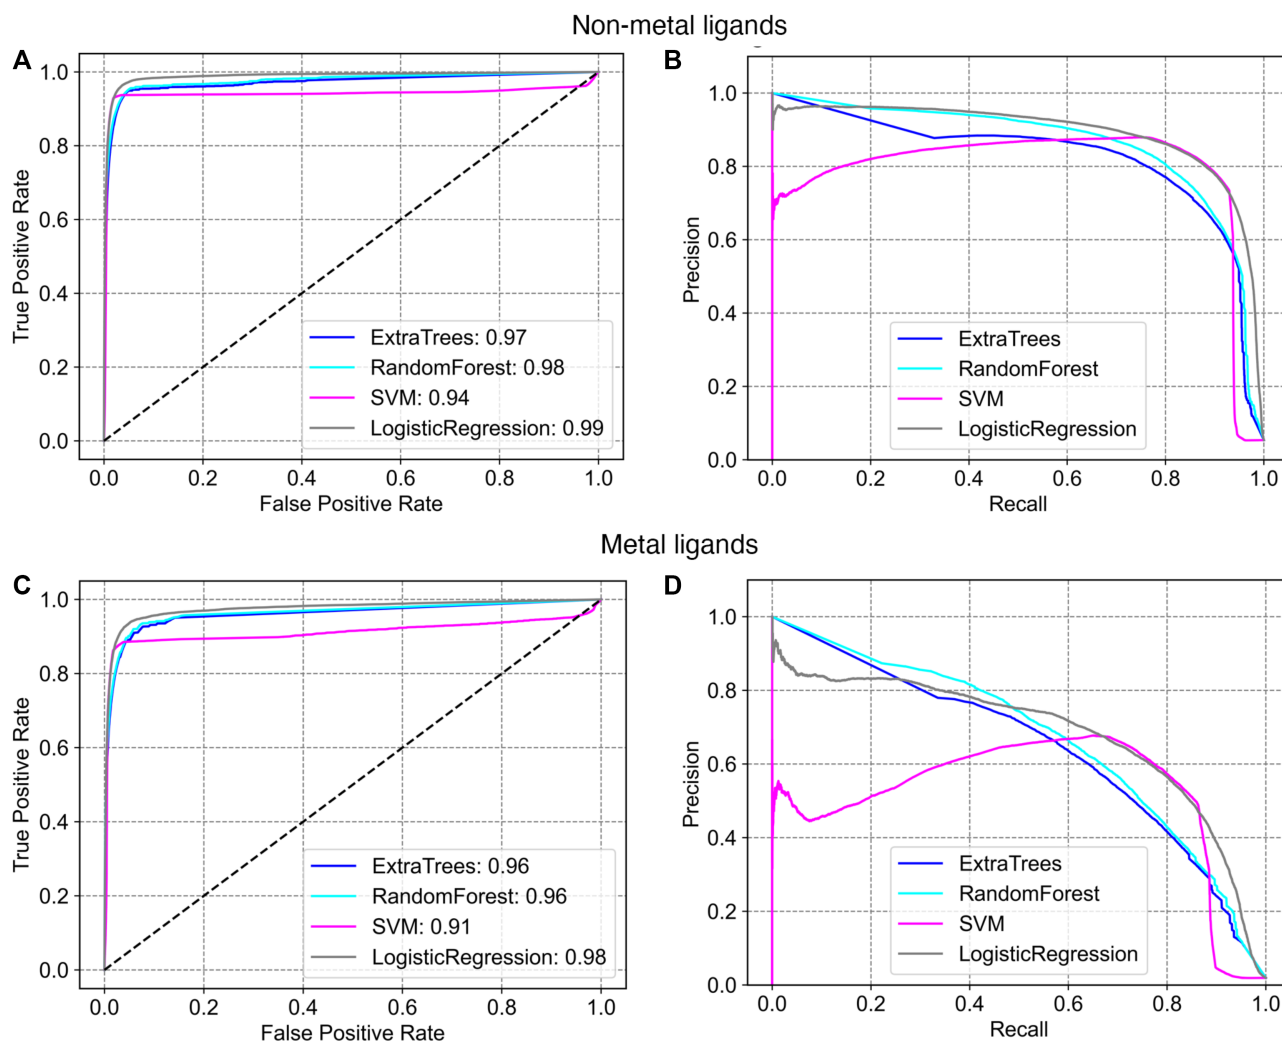 Non-metal ligands
A
1.0
0.8
0.6
0.4
0.2
0.0
True Positive Rate
ExtraTrees: 0.97
RandomForest: 0.98
SVM: 0.94
LogisticRegression: 0.99
0.0 0.2 0.4 0.6 0.8 1.0
False Positive Rate
B
1.0
0.8
0.6
0.4
0.2
0.0
Precision
ExtraTrees
RandomForest
SVM
LogisticRegression
0.0 0.2 0.4 0.6 0.8 1.0
Recall
Metal ligands
C
1.0
0.8
0.6
0.4
0.2
0.0
True Positive Rate
ExtraTrees: 0.96
RandomForest: 0.96
SVM: 0.91
LogisticRegression: 0.98
0.0 0.2 0.4 0.6 0.8 1.0
False Positive Rate
D
1.0
0.8
0.6
0.4
0.2
0.0
Precision
ExtraTrees
RandomForest
SVM
LogisticRegression
0.0 0.2 0.4 0.6 0.8 1.0
Recall